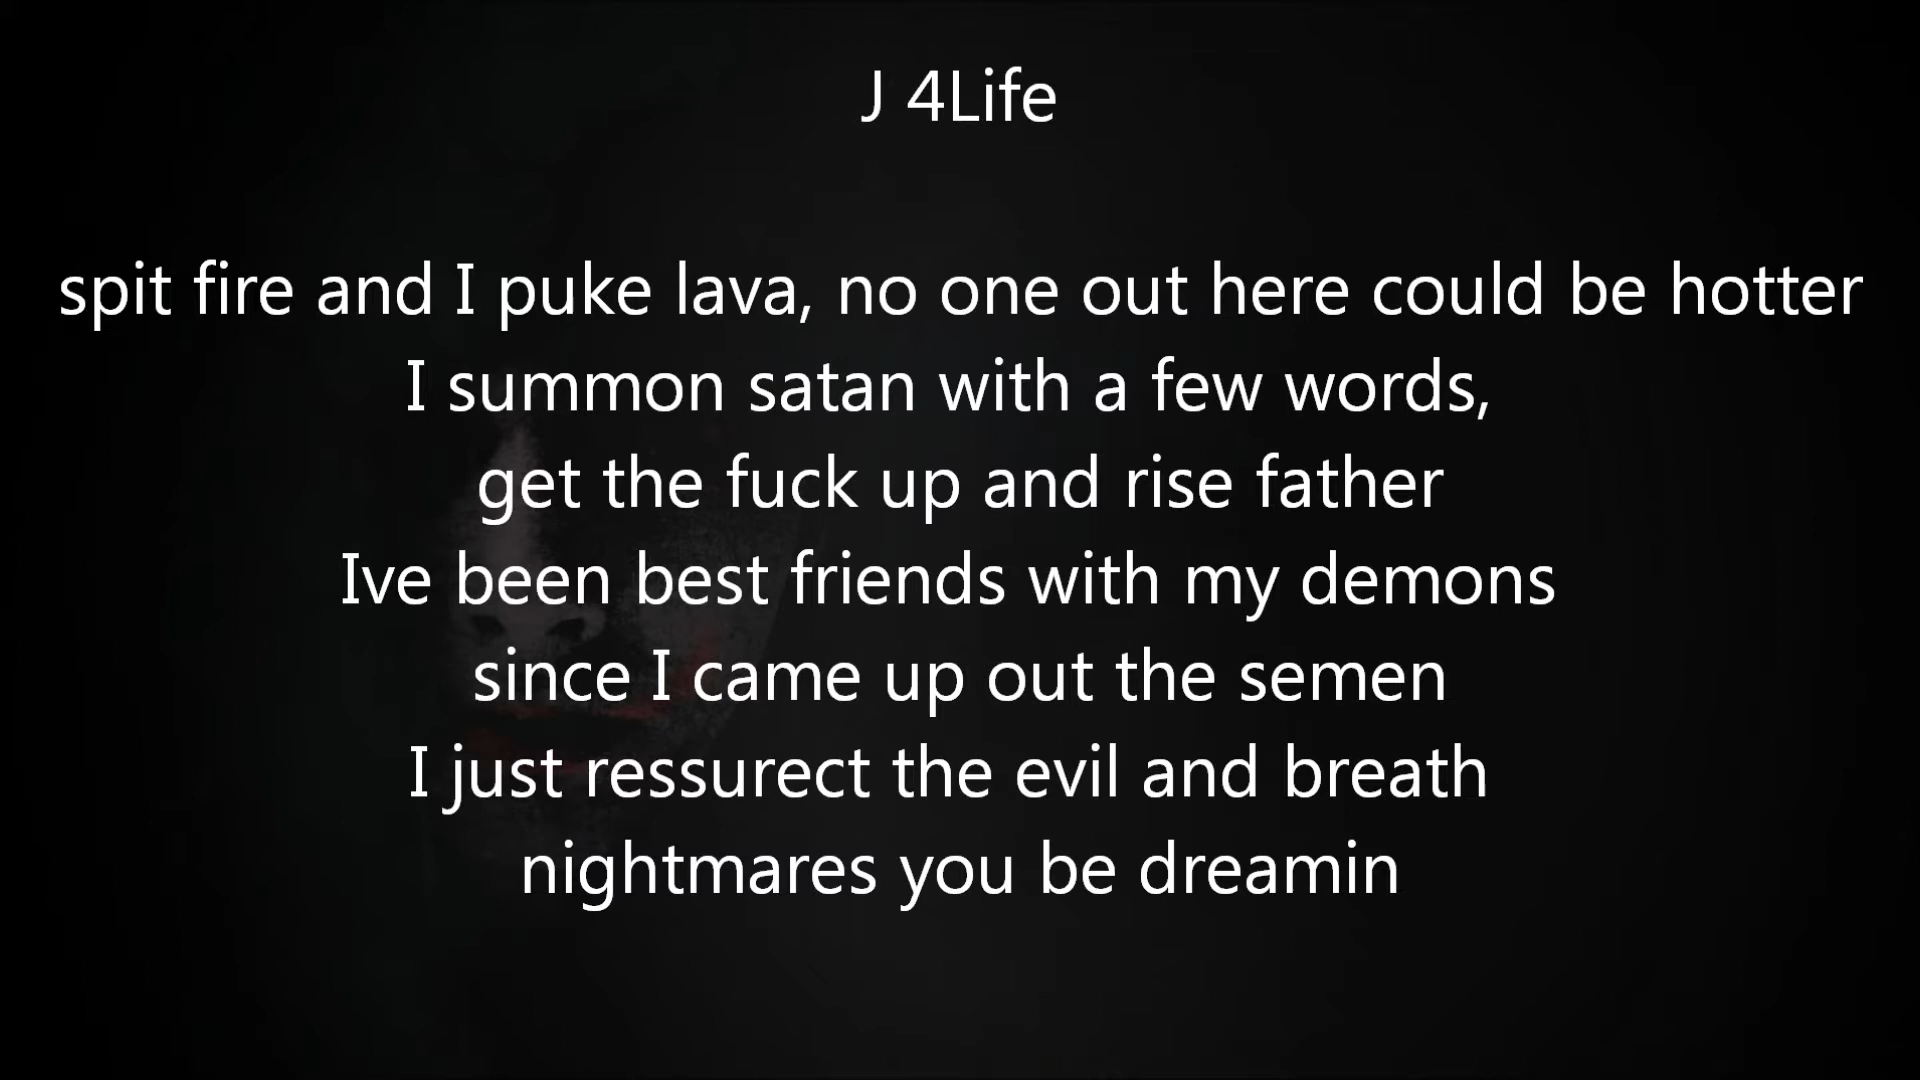 J 4Life
spit fire and I puke lava, no one out here could be hotter
I summon satan with a few words,
get the fuck up and rise father
Ive been best friends with my demons
since I came up out the semen
I just ressurect the evil and breath
nightmares you be dreamin